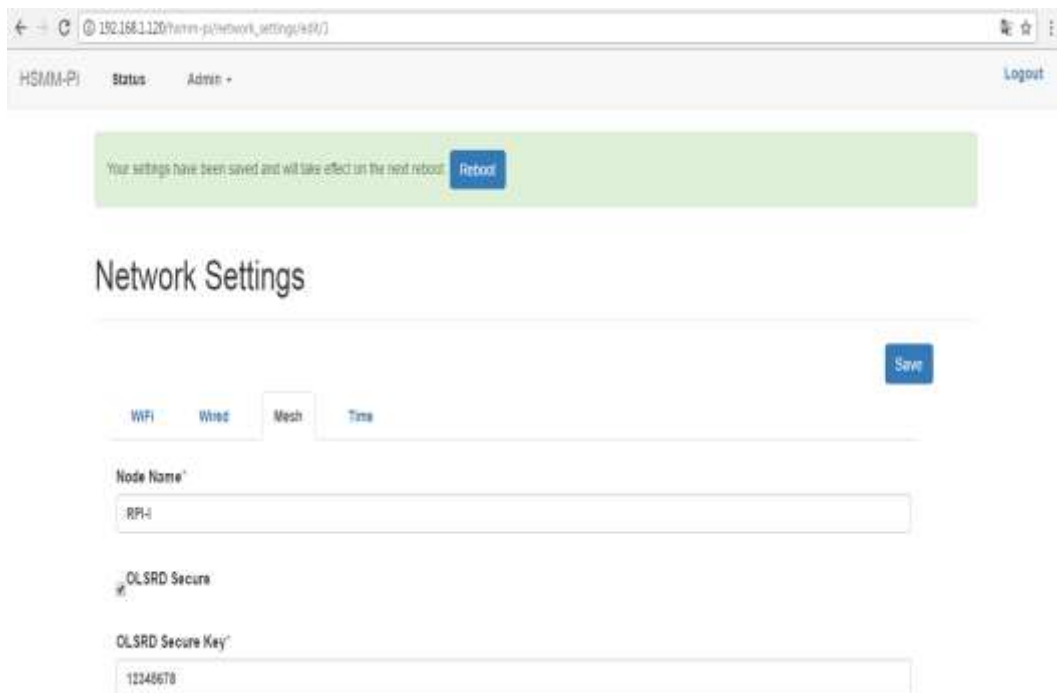 192.168.1.120/hsmm-pi/network_settings/edit/1
HSMM-PI Status Admin Logout
Your settings have been saved and will take effect on the next reboot. Reboot
Network Settings
Save
WiFi Wired Mesh Time
Node Name*
RPI-I
OLSRD Secure
OLSRD Secure Key*
12345678